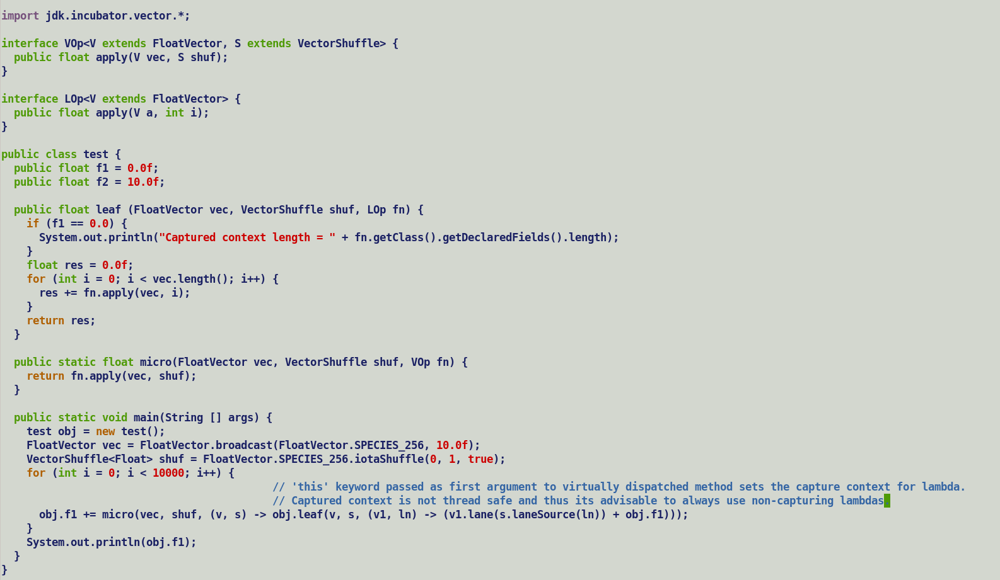 import jdk.incubator.vector.*;
interface VOp<V extends FloatVector, S extends VectorShuffle> {
  public float apply(V vec, S shuf);
}
interface LOp<V extends FloatVector> {
  public float apply(V a, int i);
}
public class test {
  public float f1 = 0.0f;
  public float f2 = 10.0f;
  public float leaf (FloatVector vec, VectorShuffle shuf, LOp fn) {
    if (f1 == 0.0) {
      System.out.println("Captured context length = " + fn.getClass().getDeclaredFields().length);
    }
    float res = 0.0f;
    for (int i = 0; i < vec.length(); i++) {
      res += fn.apply(vec, i);
    }
    return res;
  }
  public static float micro(FloatVector vec, VectorShuffle shuf, VOp fn) {
    return fn.apply(vec, shuf);
  }
  public static void main(String [] args) {
    test obj = new test();
    FloatVector vec = FloatVector.broadcast(FloatVector.SPECIES_256, 10.0f);
    VectorShuffle<Float> shuf = FloatVector.SPECIES_256.iotaShuffle(0, 1, true);
    for (int i = 0; i < 10000; i++) {
                                           // 'this' keyword passed as first argument to virtually dispatched method sets the capture context for lambda.
                                           // Captured context is not thread safe and thus its advisable to always use non-capturing lambdas.
      obj.f1 += micro(vec, shuf, (v, s) -> obj.leaf(v, s, (v1, ln) -> (v1.lane(s.laneSource(ln)) + obj.f1)));
    }
    System.out.println(obj.f1);
  }
}